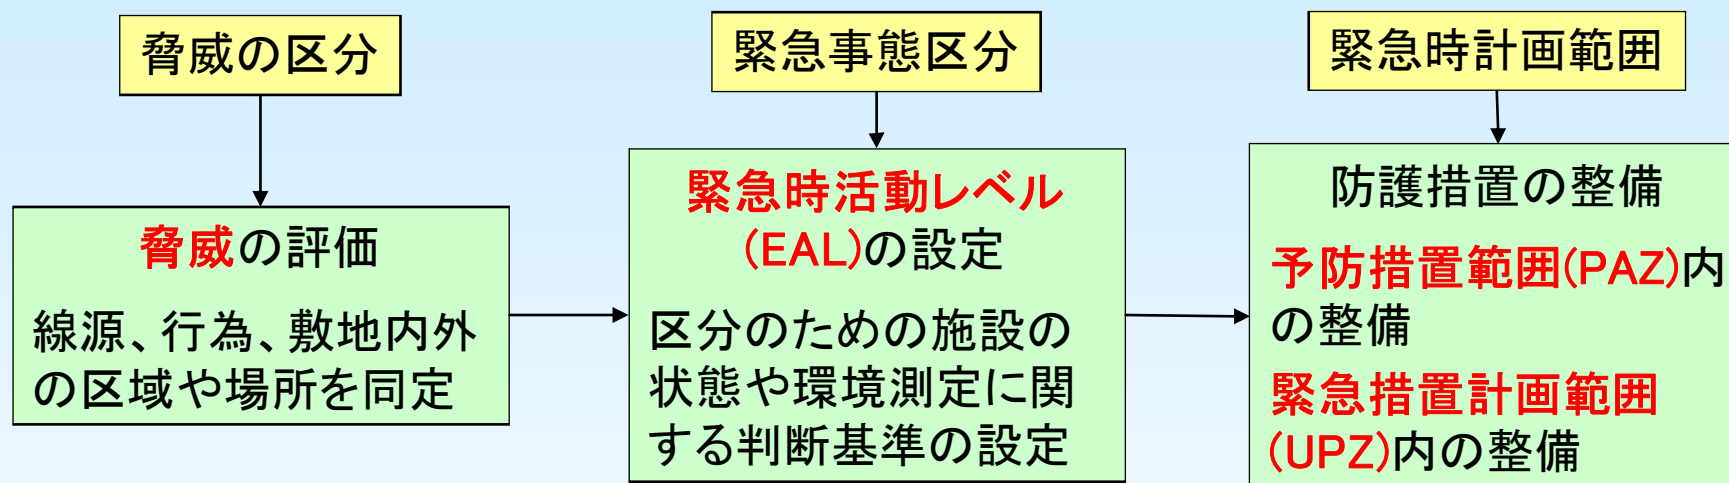 脅威の区分
緊急事態区分
緊急時計画範囲
脅威の評価
線源、行為、敷地内外
の区域や場所を同定
緊急時活動レベル
(EAL)の設定
区分のための施設の
状態や環境測定に関
する判断基準の設定
防護措置の整備
予防措置範囲(PAZ)内
の整備
緊急措置計画範囲
(UPZ)内の整備